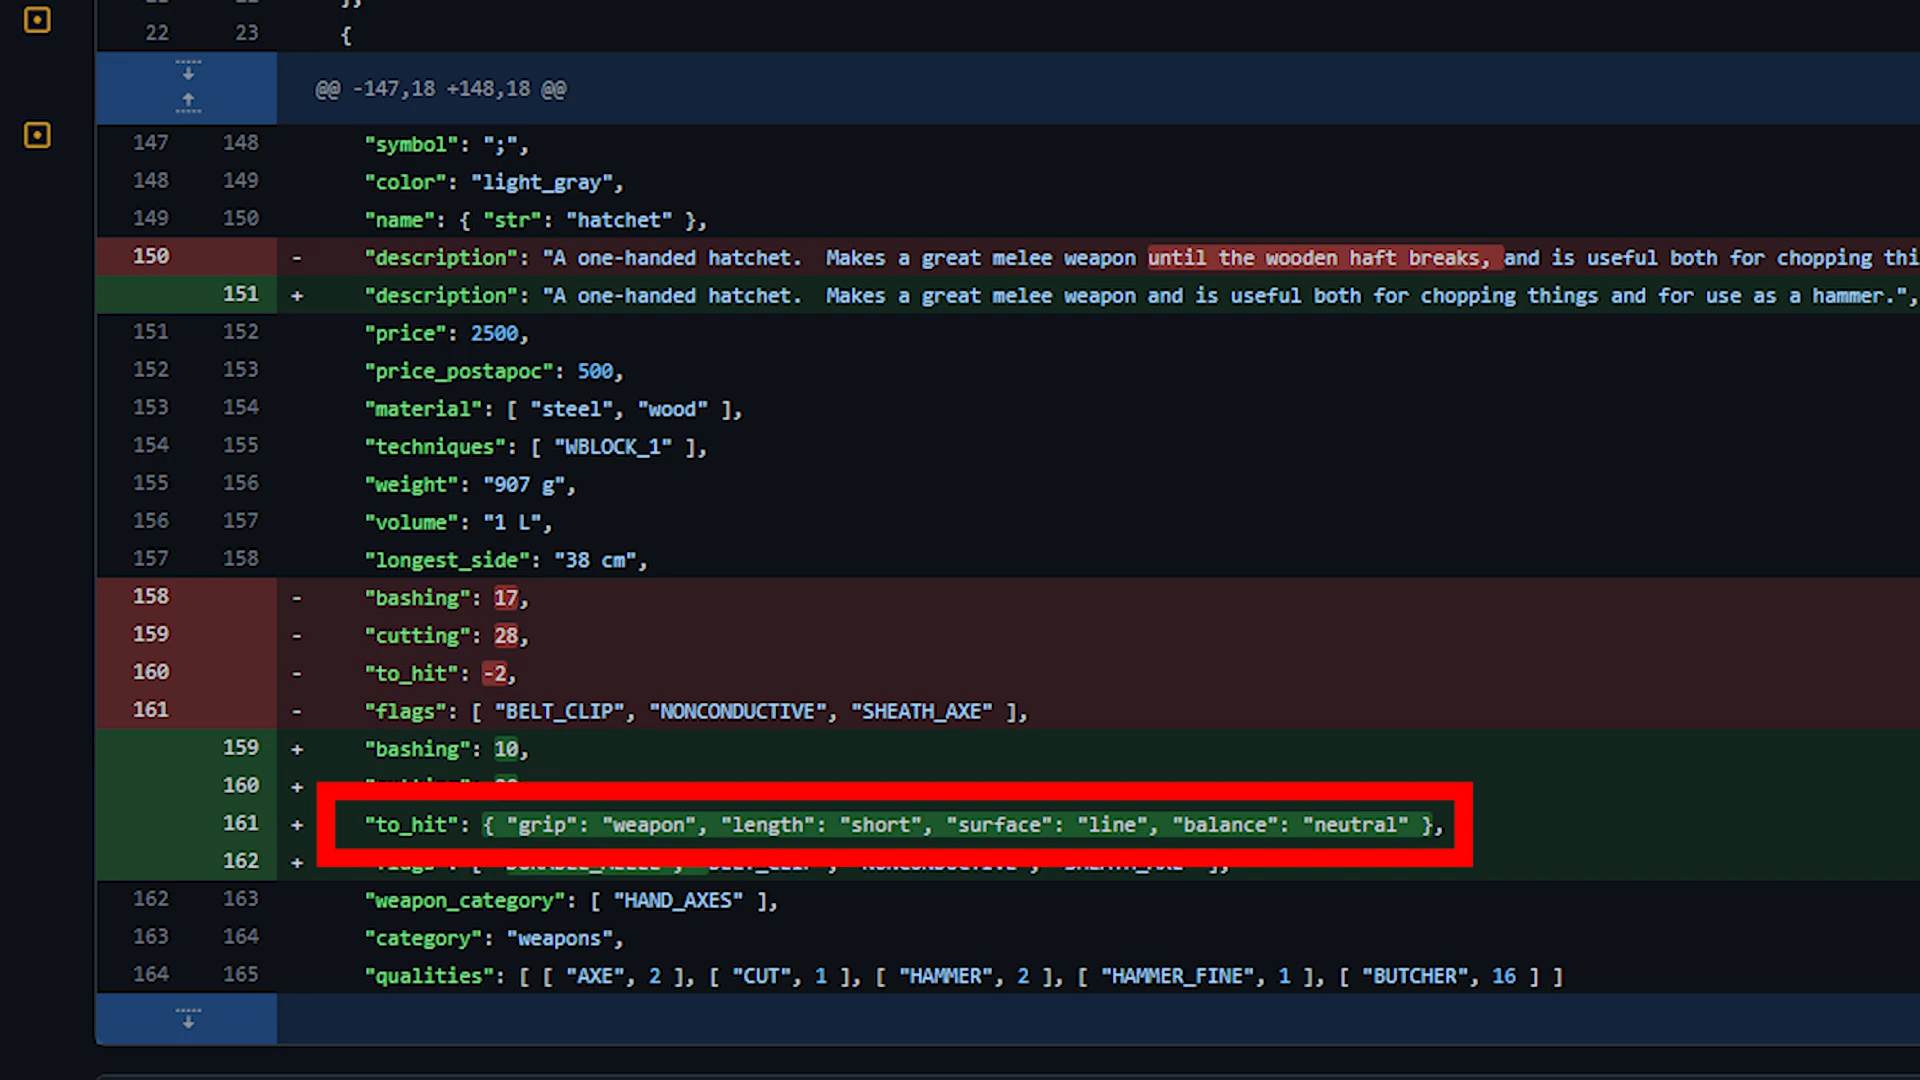 22 23 {
@@ -147,18 +148,18 @@
147 148 "symbol": ";",
148 149 "color": "light_gray",
149 150 "name": { "str": "hatchet" },
150 - "description": "A one-handed hatchet.  Makes a great melee weapon until the wooden haft breaks, and is useful both for chopping thi
151 + "description": "A one-handed hatchet.  Makes a great melee weapon and is useful both for chopping things and for use as a hammer.",
151 152 "price": 2500,
152 153 "price_postapoc": 500,
153 154 "material": [ "steel", "wood" ],
154 155 "techniques": [ "WBLOCK_1" ],
155 156 "weight": "907 g",
156 157 "volume": "1 L",
157 158 "longest_side": "38 cm",
158 - "bashing": 17,
159 - "cutting": 28,
160 - "to_hit": -2,
161 - "flags": [ "BELT_CLIP", "NONCONDUCTIVE", "SHEATH_AXE" ],
159 + "bashing": 10,
160 +
161 + "to_hit": { "grip": "weapon", "length": "short", "surface": "line", "balance": "neutral" },
162 +
162 163 "weapon_category": [ "HAND_AXES" ],
163 164 "category": "weapons",
164 165 "qualities": [ [ "AXE", 2 ], [ "CUT", 1 ], [ "HAMMER", 2 ], [ "HAMMER_FINE", 1 ], [ "BUTCHER", 16 ] ]